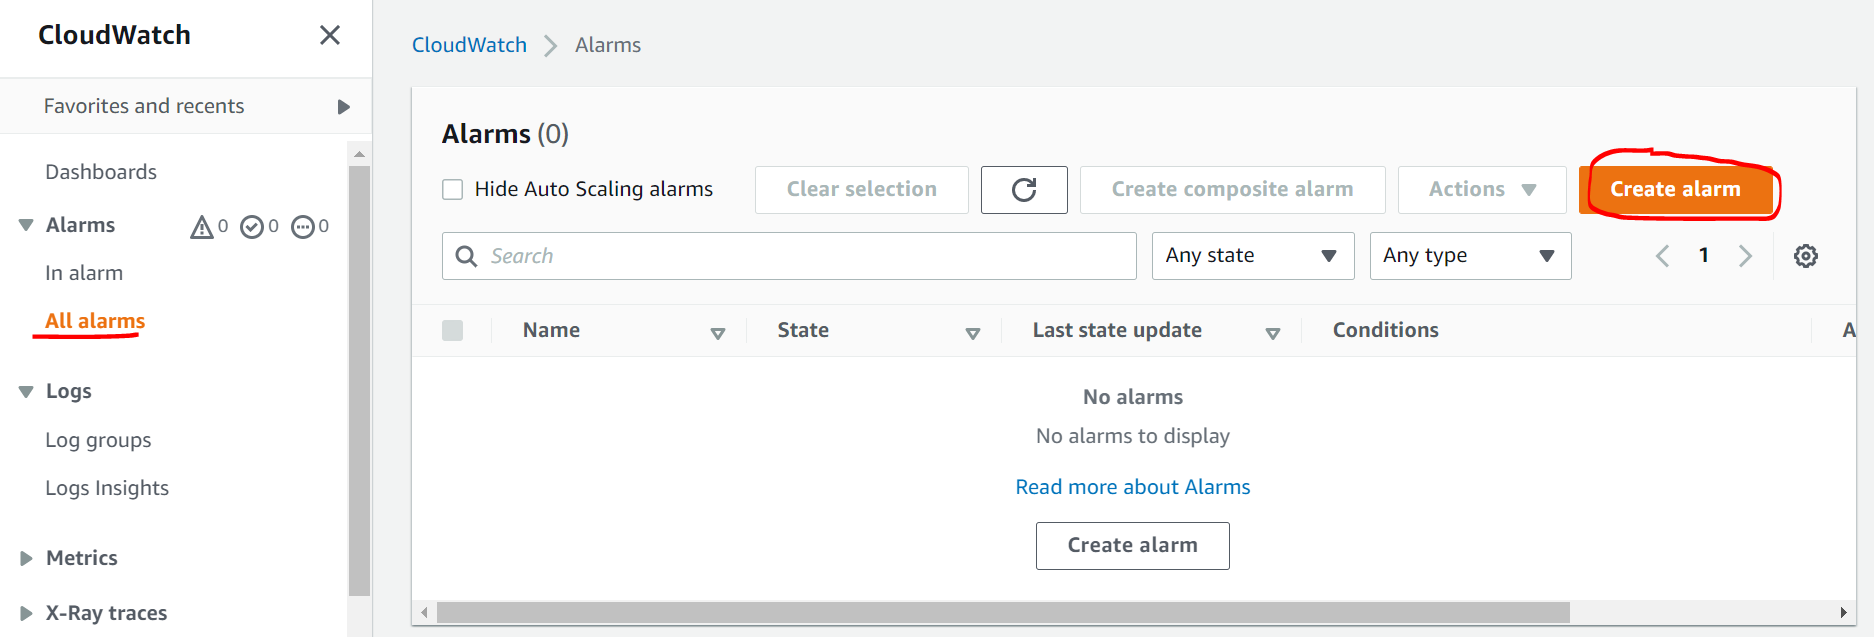 CloudWatch
Favorites and recents
Dashboards
Alarms 0 0 0
In alarm
All alarms
Logs
Log groups
Logs Insights
Metrics
X-Ray traces
CloudWatch Alarms
Alarms (0)
Hide Auto Scaling alarms Clear selection Create composite alarm Actions Create alarm
Search Any state Any type 1
Name State Last state update Conditions A
No alarms
No alarms to display
Read more about Alarms
Create alarm